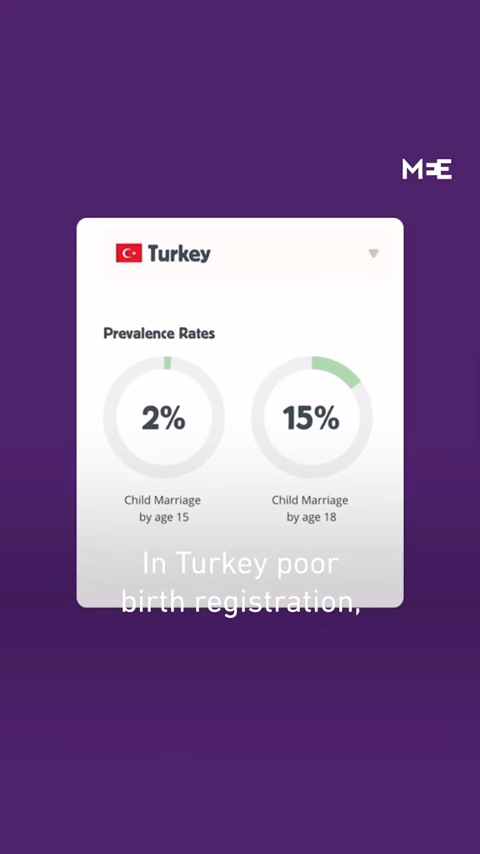 MEE
Turkey
Prevalence Rates
2%
15%
Child Marriage
by age 15
Child Marriage
by age 18
In Turkey poor
birth registration,